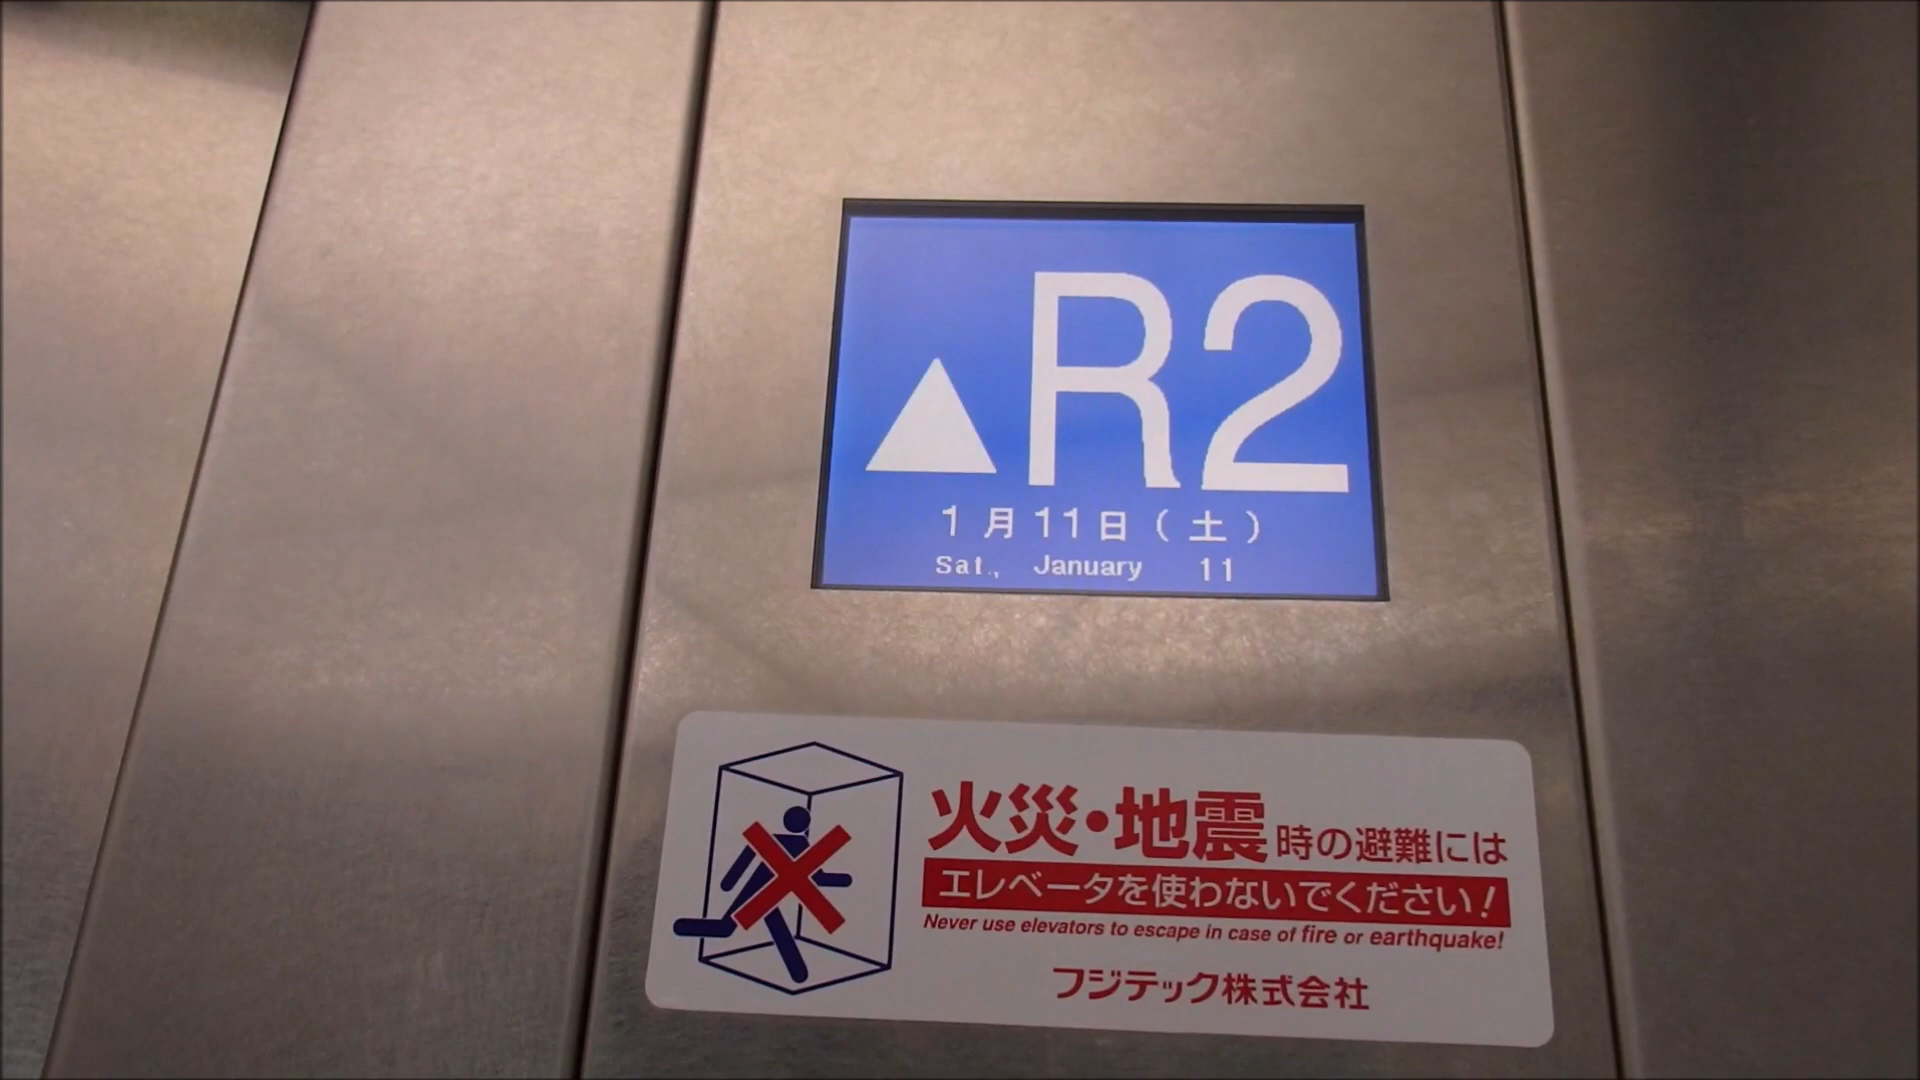 ▲R2
1月11日(土)
Sat., January 11
火災・地震時の避難には
エレベータを使わないでください!
Never use elevators to escape in case of fire or earthquake!
フジテック株式会社